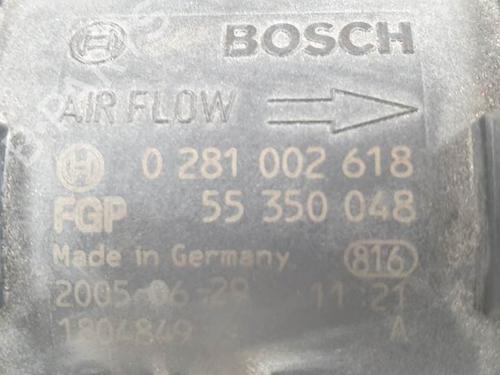 BOSCH
AIR FLOW
0 281 002 618
FGP 55 350 048
Made in Germany 816
2005-06-29 11:21
1804849 A